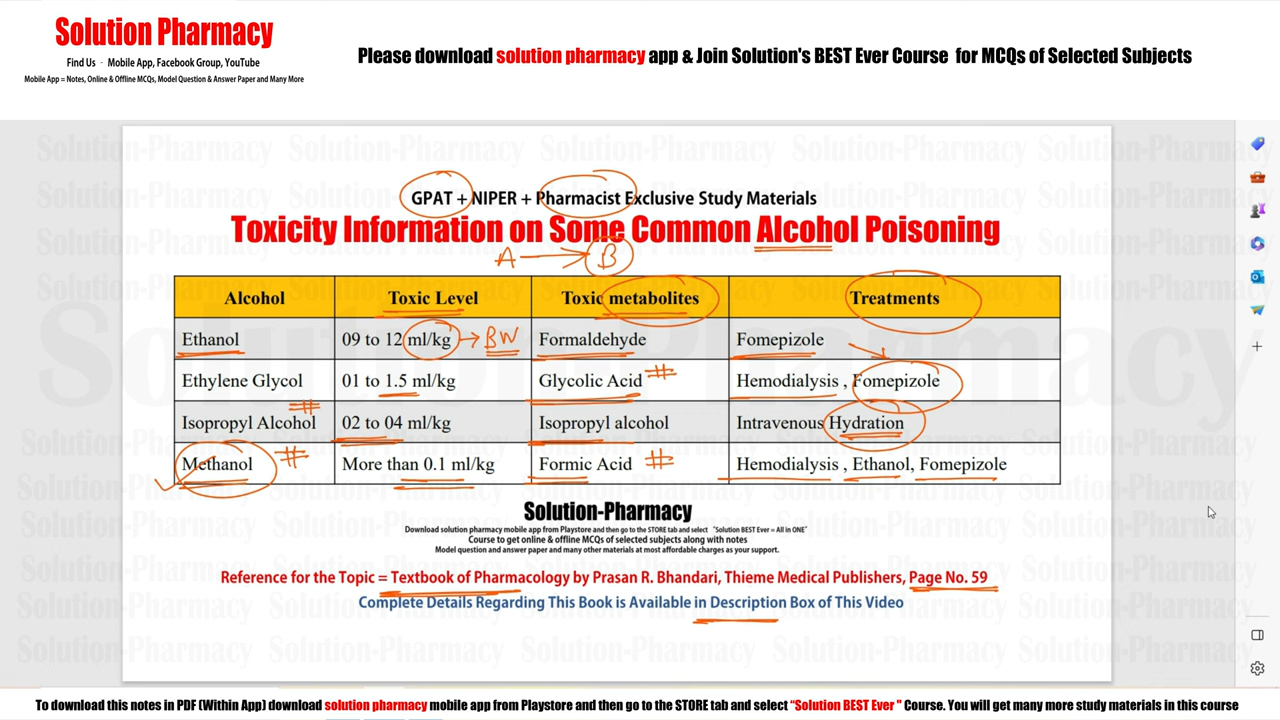 Solution Pharmacy
Find Us - Mobile App, Facebook Group, YouTube
Mobile App = Notes, Online & Offline MCQs, Model Question & Answer Paper and Many More
Please download solution pharmacy app & Join Solution's BEST Ever Course for MCQs of Selected Subjects
GPAT + NIPER + Pharmacist Exclusive Study Materials
Toxicity Information on Some Common Alcohol Poisoning
A → B
Alcohol Toxic Level Toxic metabolites Treatments
Ethanol 09 to 12 ml/kg → BW Formaldehyde Fomepizole
Ethylene Glycol 01 to 1.5 ml/kg Glycolic Acid # Hemodialysis , Fomepizole
Isopropyl Alcohol # 02 to 04 ml/kg Isopropyl alcohol Intravenous Hydration
Methanol # More than 0.1 ml/kg Formic Acid # Hemodialysis , Ethanol, Fomepizole
Solution-Pharmacy
Download solution pharmacy mobile app from Playstore and then go to the STORE tab and select "Solution BEST Ever = All in ONE"
Course to get online & offline MCQs of selected subjects along with notes
Model question and answer paper and many other materials at most affordable charges as your support.
Reference for the Topic = Textbook of Pharmacology by Prasan R. Bhandari, Thieme Medical Publishers, Page No. 59
Complete Details Regarding This Book is Available in Description Box of This Video
To download this notes in PDF (Within App) download solution pharmacy mobile app from Playstore and then go to the STORE tab and select "Solution BEST Ever " Course. You will get many more study materials in this course